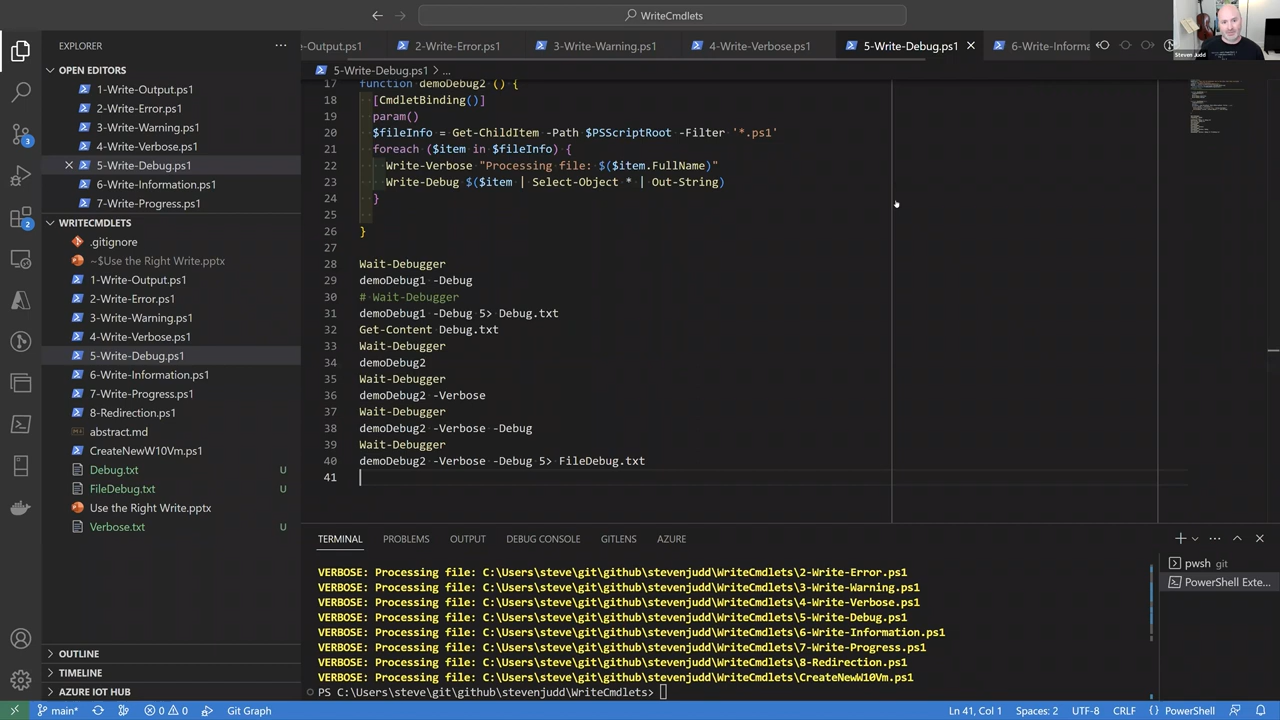 WriteCmdlets
Steven Judd
EXPLORER
OPEN EDITORS
1-Write-Output.ps1
2-Write-Error.ps1
3-Write-Warning.ps1
4-Write-Verbose.ps1
5-Write-Debug.ps1
6-Write-Information.ps1
7-Write-Progress.ps1
WRITECMDLETS
.gitignore
~$Use the Right Write.pptx
1-Write-Output.ps1
2-Write-Error.ps1
3-Write-Warning.ps1
4-Write-Verbose.ps1
5-Write-Debug.ps1
6-Write-Information.ps1
7-Write-Progress.ps1
8-Redirection.ps1
abstract.md
CreateNewW10Vm.ps1
Debug.txt U
FileDebug.txt U
Use the Right Write.pptx
Verbose.txt U
OUTLINE
TIMELINE
AZURE IOT HUB
3
2
-Output.ps1 2-Write-Error.ps1 3-Write-Warning.ps1 4-Write-Verbose.ps1 5-Write-Debug.ps1 6-Write-Informa
5-Write-Debug.ps1 > ...
17 function demoDebug2 () {
18 [CmdletBinding()]
19 param()
20 $fileInfo = Get-ChildItem -Path $PSScriptRoot -Filter '*.ps1'
21 foreach ($item in $fileInfo) {
22 Write-Verbose "Processing file: $($item.FullName)"
23 Write-Debug $($item | Select-Object * | Out-String)
24 }
25
26 }
27
28 Wait-Debugger
29 demoDebug1 -Debug
30 # Wait-Debugger
31 demoDebug1 -Debug 5> Debug.txt
32 Get-Content Debug.txt
33 Wait-Debugger
34 demoDebug2
35 Wait-Debugger
36 demoDebug2 -Verbose
37 Wait-Debugger
38 demoDebug2 -Verbose -Debug
39 Wait-Debugger
40 demoDebug2 -Verbose -Debug 5> FileDebug.txt
41
TERMINAL PROBLEMS OUTPUT DEBUG CONSOLE GITLENS AZURE
VERBOSE: Processing file: C:\Users\steve\git\github\stevenjudd\WriteCmdlets\2-Write-Error.ps1
VERBOSE: Processing file: C:\Users\steve\git\github\stevenjudd\WriteCmdlets\3-Write-Warning.ps1
VERBOSE: Processing file: C:\Users\steve\git\github\stevenjudd\WriteCmdlets\4-Write-Verbose.ps1
VERBOSE: Processing file: C:\Users\steve\git\github\stevenjudd\WriteCmdlets\5-Write-Debug.ps1
VERBOSE: Processing file: C:\Users\steve\git\github\stevenjudd\WriteCmdlets\6-Write-Information.ps1
VERBOSE: Processing file: C:\Users\steve\git\github\stevenjudd\WriteCmdlets\7-Write-Progress.ps1
VERBOSE: Processing file: C:\Users\steve\git\github\stevenjudd\WriteCmdlets\8-Redirection.ps1
VERBOSE: Processing file: C:\Users\steve\git\github\stevenjudd\WriteCmdlets\CreateNewW10Vm.ps1
PS C:\Users\steve\git\github\stevenjudd\WriteCmdlets>
pwsh git
PowerShell Exte...
main* 0 0 Git Graph Ln 41, Col 1 Spaces: 2 UTF-8 CRLF {} PowerShell